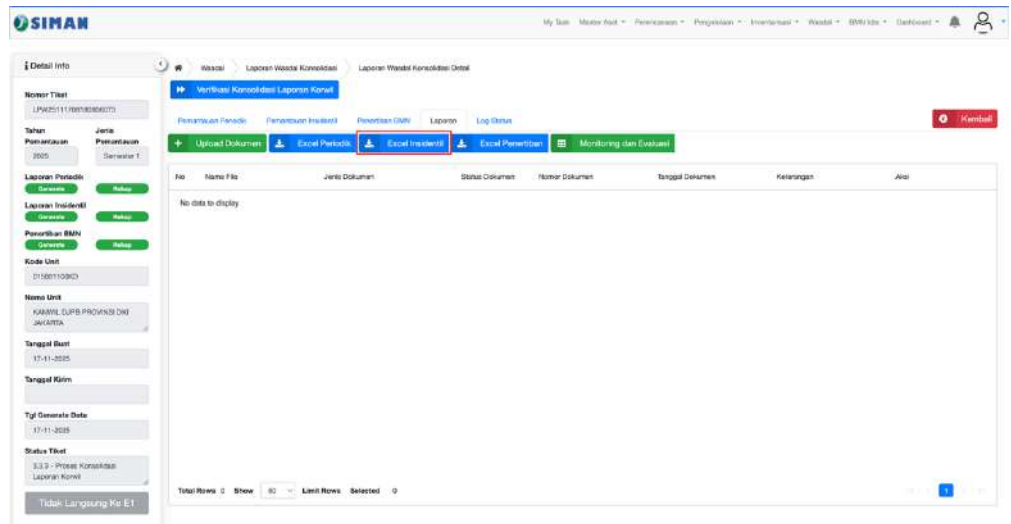 SIMAN
My Task Master Aset Perencanaan Pengelolaan Inventarisasi Wasdal BMN Idle Dashboard
Detail Info
Wasdal Laporan Wasdal Konsolidasi Laporan Wasdal Konsolidasi Detail
Verifikasi Konsolidasi Laporan Korwil
Nomor Tiket
Pemantauan Periodik Pemantauan Insidentil Penertiban BMN Laporan Log Status
Kembali
Tahun Pemantauan
Jenis Pemantauan
2025
Semester 1
Upload Dokumen Excel Periodik Excel Insidentil Excel Penertiban Monitoring dan Evaluasi
Laporan Periodik
Generate Rekap
No Nama File Jenis Dokumen Status Dokumen Nomor Dokumen Tanggal Dokumen Keterangan Aksi
No data to display
Laporan Insidentil
Generate Rekap
Penertiban BMN
Generate Rekap
Kode Unit
Nama Unit
KANWIL DJPB PROVINSI DKI
JAKARTA
Tanggal Buat
17-11-2025
Tanggal Kirim
Tgl Generate Data
17-11-2025
Status Tiket
3.3.9 - Proses Konsolidasi
Laporan Korwil
Tidak Langsung Ke E1
Total Rows 0 Show 50 Limit Rows Selected 0
1